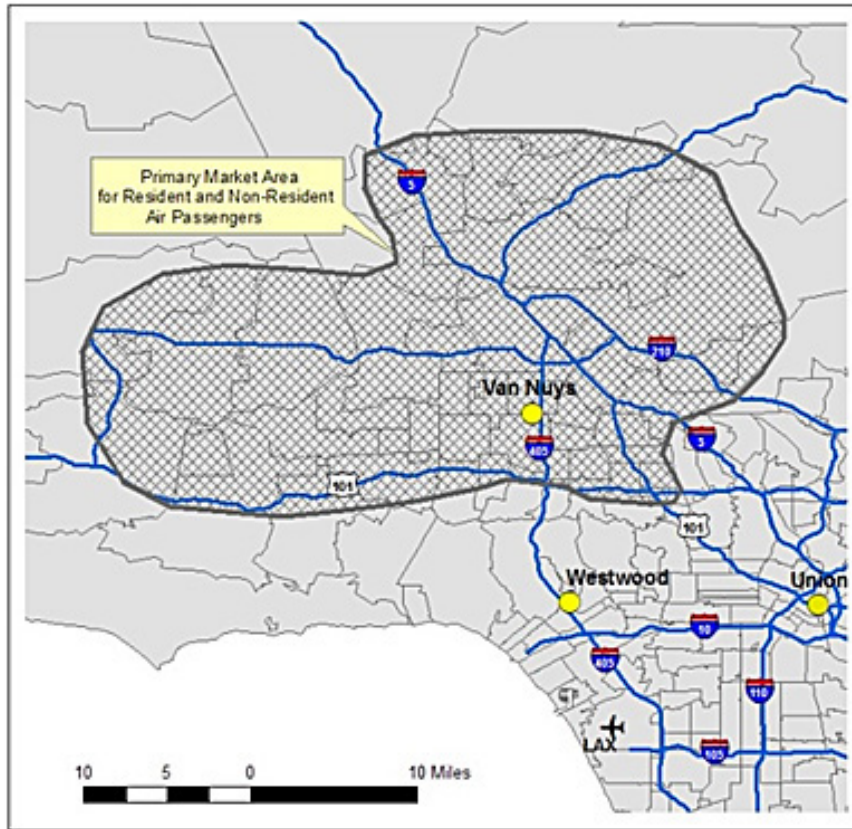 Primary Market Area
for Resident and Non-Resident
Air Passengers
5
210
Van Nuys
405
5
101
101
Westwood
Union
10
405
110
LAX
105
10 5 0 10 Miles